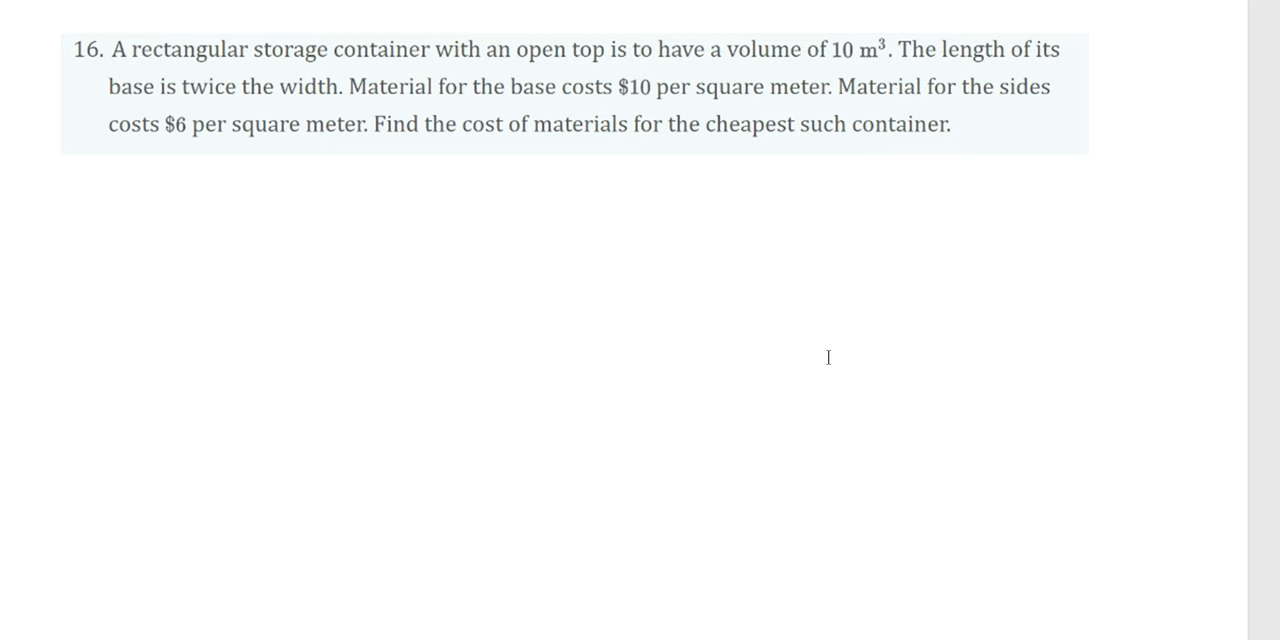 16. A rectangular storage container with an open top is to have a volume of 10 m³. The length of its
base is twice the width. Material for the base costs $10 per square meter. Material for the sides
costs $6 per square meter. Find the cost of materials for the cheapest such container.